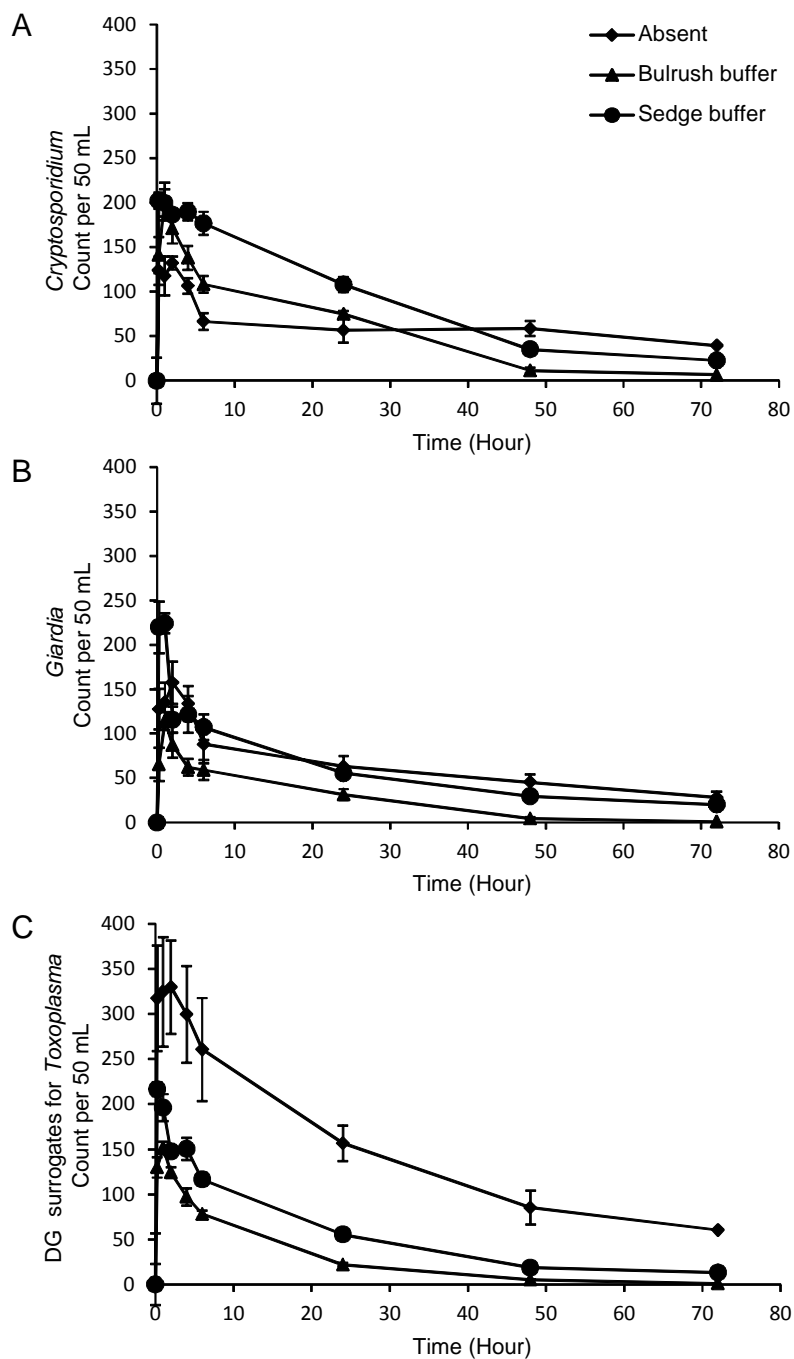 A
400
350
300
250
200
150
100
50
0
Cryptosporidium
Count per 50 mL
Absent
Bulrush buffer
Sedge buffer
0 10 20 30 40 50 60 70 80
Time (Hour)
B
400
350
300
250
200
150
100
50
0
Giardia
Count per 50 mL
0 10 20 30 40 50 60 70 80
Time (Hour)
C
400
350
300
250
200
150
100
50
0
DG surrogates for Toxoplasma
Count per 50 mL
0 10 20 30 40 50 60 70 80
Time (Hour)